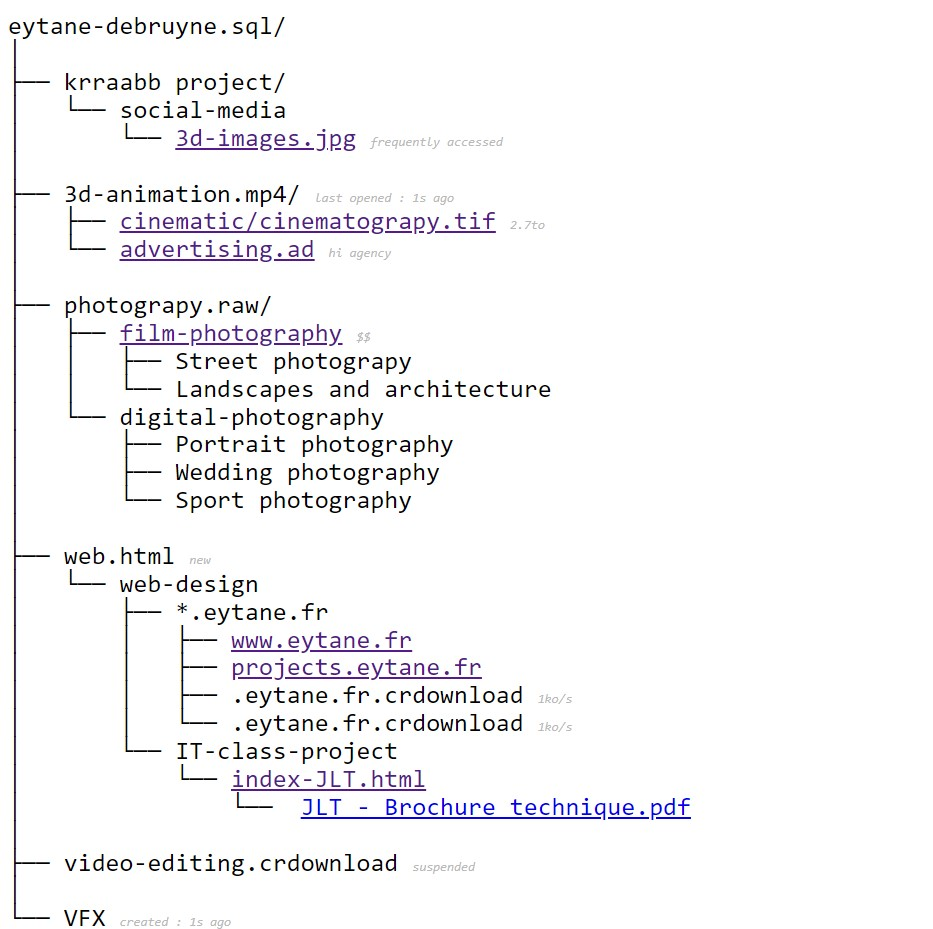 eytane-debruyne.sql/
krraabb project/
social-media
3d-images.jpg frequently accessed
3d-animation.mp4/ last opened : 1s ago
cinematic/cinematograpy.tif 2.7to
advertising.ad hi agency
photograpy.raw/
film-photography $$
Street photograpy
Landscapes and architecture
digital-photography
Portrait photography
Wedding photography
Sport photography
web.html new
web-design
*.eytane.fr
www.eytane.fr
projects.eytane.fr
.eytane.fr.crdownload 1ko/s
.eytane.fr.crdownload 1ko/s
IT-class-project
index-JLT.html
JLT - Brochure technique.pdf
video-editing.crdownload suspended
VFX created : 1s ago